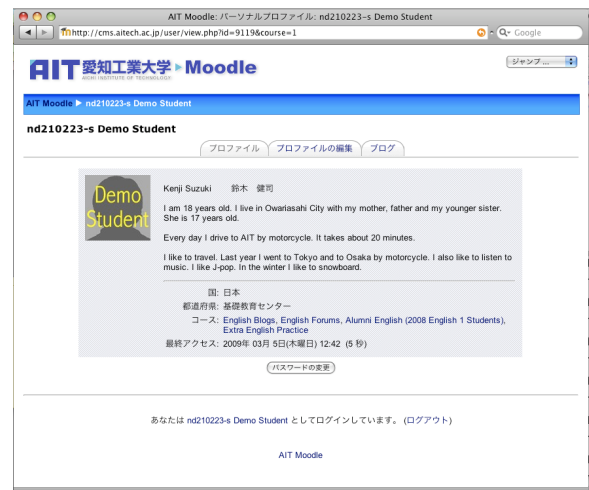 AIT Moodle: パーソナルプロファイル: nd210223-s Demo Student
http://cms.aitech.ac.jp/user/view.php?id=9119&course=1
Google
AIT 愛知工業大学 Moodle
AICHI INSTITUTE OF TECHNOLOGY
ジャンプ ...
AIT Moodle ► nd210223-s Demo Student
nd210223-s Demo Student
プロファイル プロファイルの編集 ブログ
Demo
Student
Kenji Suzuki 鈴木 健司
I am 18 years old. I live in Owariasahi City with my mother, father and my younger sister.
She is 17 years old.
Every day I drive to AIT by motorcycle. It takes about 20 minutes.
I like to travel. Last year I went to Tokyo and to Osaka by motorcycle. I also like to listen to
music. I like J-pop. In the winter I like to snowboard.
国: 日本
都道府県: 基礎教育センター
コース: English Blogs, English Forums, Alumni English (2008 English 1 Students),
Extra English Practice
最終アクセス: 2009年 03月 5日(木曜日) 12:42 (5 秒)
パスワードの変更
あなたは nd210223-s Demo Student としてログインしています。 (ログアウト)
AIT Moodle